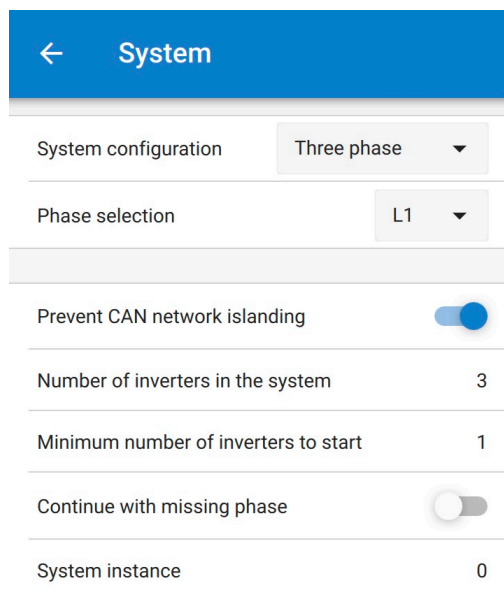 System
System configuration Three phase
Phase selection L1
Prevent CAN network islanding
Number of inverters in the system 3
Minimum number of inverters to start 1
Continue with missing phase
System instance 0